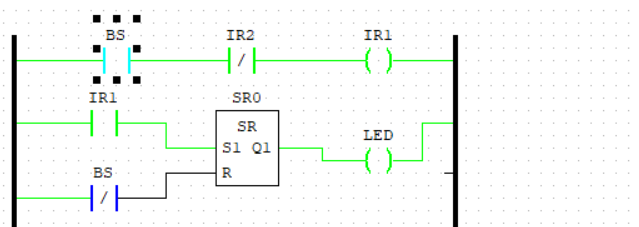 BS IR2 IR1
/
IR1 SR0
SR
S1 Q1 LED
BS R
/